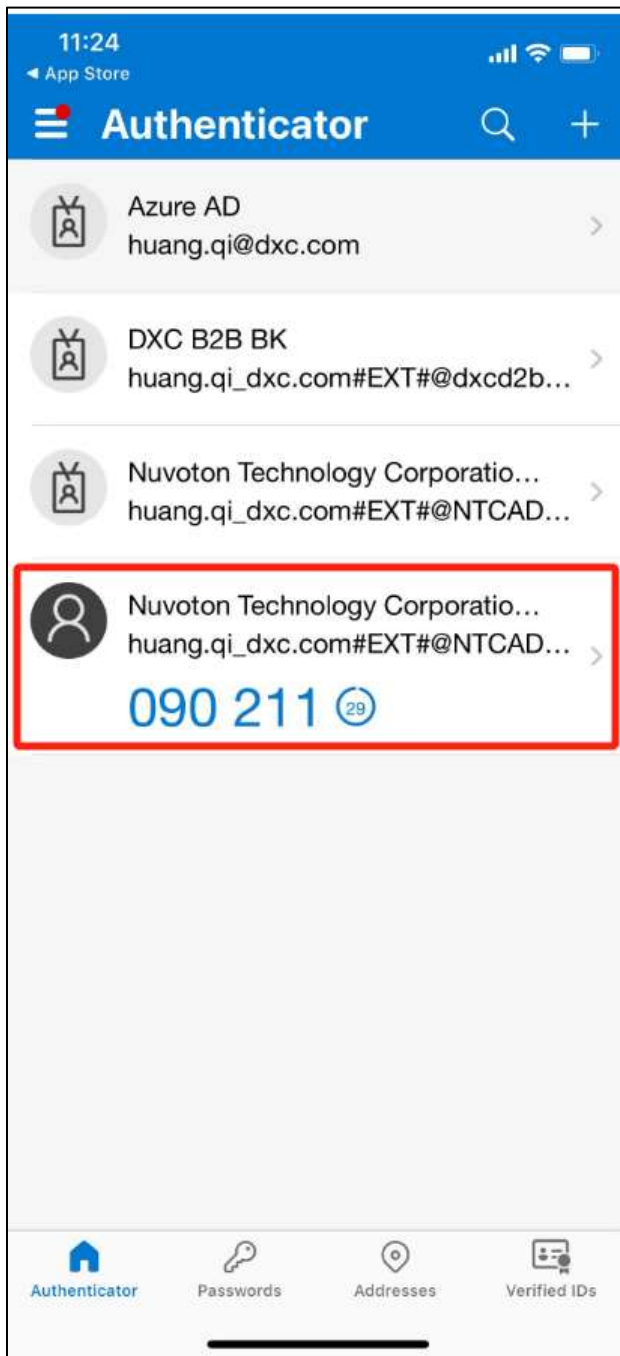 11:24
◀ App Store
Authenticator
Azure AD
huang.qi@dxc.com
DXC B2B BK
huang.qi_dxc.com#EXT#@dxcd2b...
Nuvoton Technology Corporatio...
huang.qi_dxc.com#EXT#@NTCAD...
Nuvoton Technology Corporatio...
huang.qi_dxc.com#EXT#@NTCAD...
090 211 29
Authenticator Passwords Addresses Verified IDs